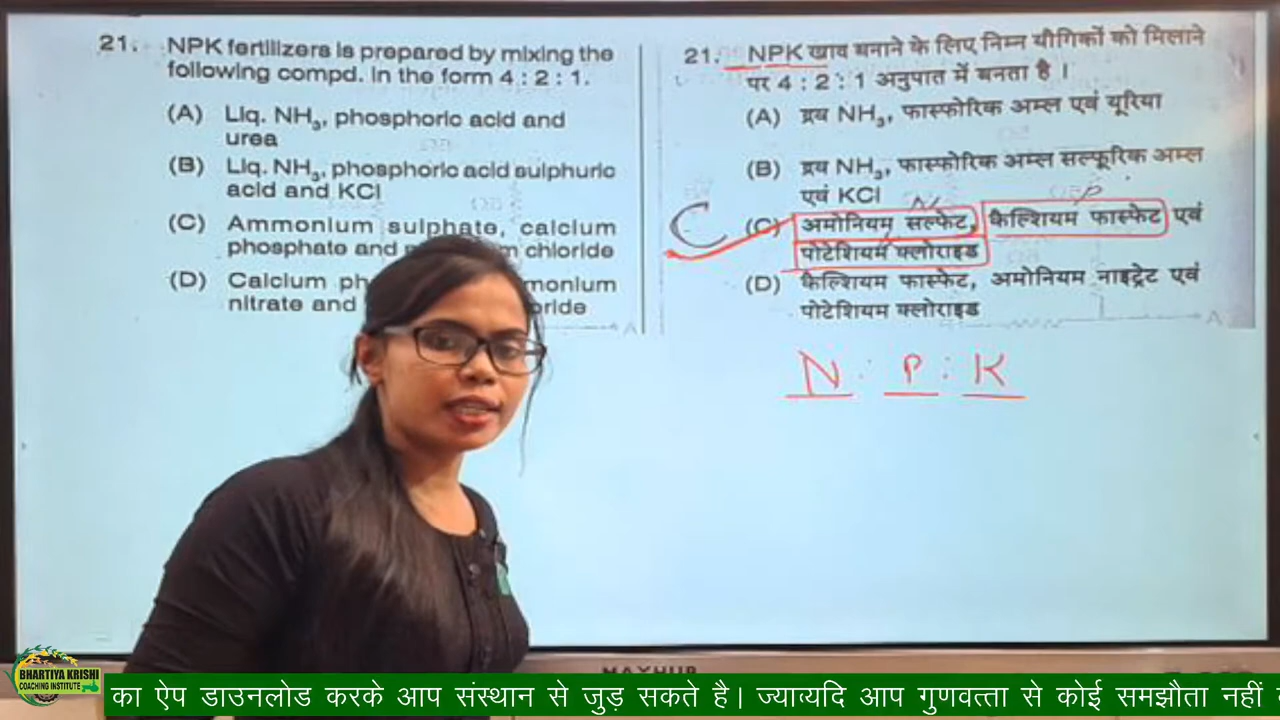 21. NPK fertilizers is prepared by mixing the
following compd. in the form 4 : 2 : 1.
(A) Liq. NH3, phosphoric acid and
urea
(B) Liq. NH3, phosphoric acid sulphuric
acid and KCl
(C) Ammonium sulphate, calcium
phosphate and chloride
(D) Calcium
nitrate and
21. NPK खाद बनाने के लिए निम्न यौगिकों को मिलाने
पर 4 : 2 : 1 अनुपात में बनता है ।
(A) द्रव NH3, फास्फोरिक अम्ल एवं यूरिया
(B) द्रव NH3, फास्फोरिक अम्ल सल्फूरिक अम्ल
एवं KCl
N P
C (C) अमोनियम सल्फेट, कैल्शियम फास्फेट एवं
पोटेशियम क्लोराइड
(D) कैल्शियम फास्फेट, अमोनियम नाइट्रेट एवं
पोटेशियम क्लोराइड
N : P : K
MAXHUB
BHARTIYA KRISHI
COACHING INSTITUTE
का ऐप डाउनलोड करके आप संस्थान से जुड़ सकते है| ज्याय्यदि आप गुणवत्ता से कोई समझौता नहीं